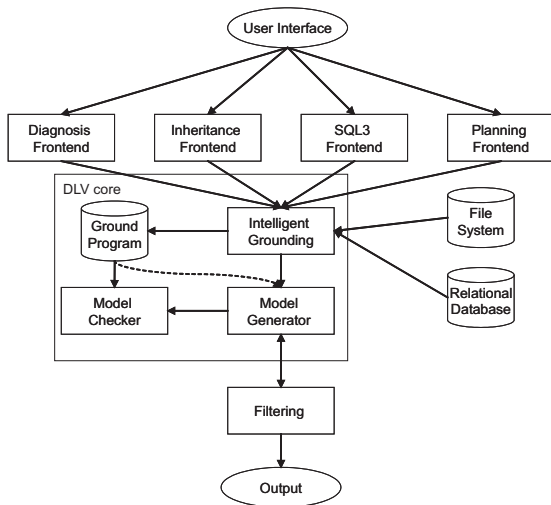 User Interface
Diagnosis
Frontend
Inheritance
Frontend
SQL3
Frontend
Planning
Frontend
DLV core
Ground
Program
Intelligent
Grounding
File
System
Model
Checker
Model
Generator
Relational
Database
Filtering
Output